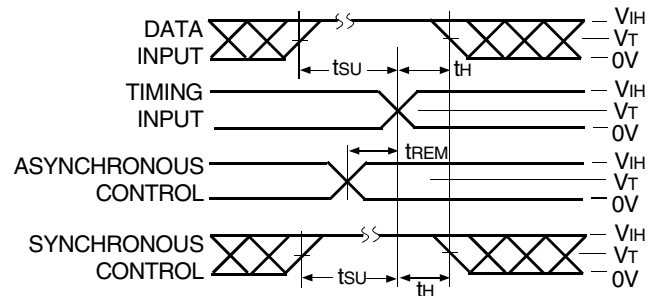 DATA
INPUT
VIH
VT
0V
tSU
tH
TIMING
INPUT
VIH
VT
0V
tREM
ASYNCHRONOUS
CONTROL
VIH
VT
0V
SYNCHRONOUS
CONTROL
VIH
VT
0V
tSU
tH